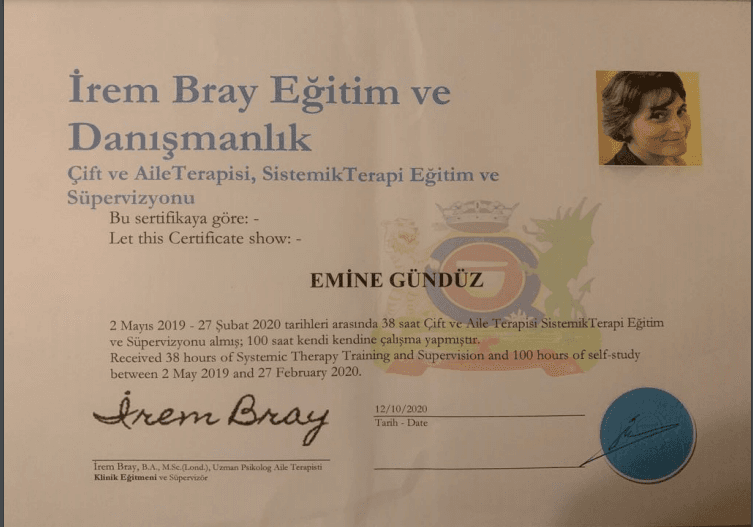 İrem Bray Eğitim ve
Danışmanlık
Çift ve AileTerapisi, SistemikTerapi Eğitim ve
Süpervizyonu
Bu sertifikaya göre: -
Let this Certificate show: -
EMİNE GÜNDÜZ
2 Mayıs 2019 - 27 Şubat 2020 tarihleri arasında 38 saat Çift ve Aile Terapisi SistemikTerapi Eğitim
ve Süpervizyonu almış; 100 saat kendi kendine çalışma yapmıştır.
Received 38 hours of Systemic Therapy Training and Supervision and 100 hours of self-study
between 2 May 2019 and 27 February 2020.
İrem Bray
12/10/2020
Tarih - Date
İrem Bray, B.A., M.Sc.(Lond.), Uzman Psikolog Aile Terapisti
Klinik Eğitmeni ve Süpervizör